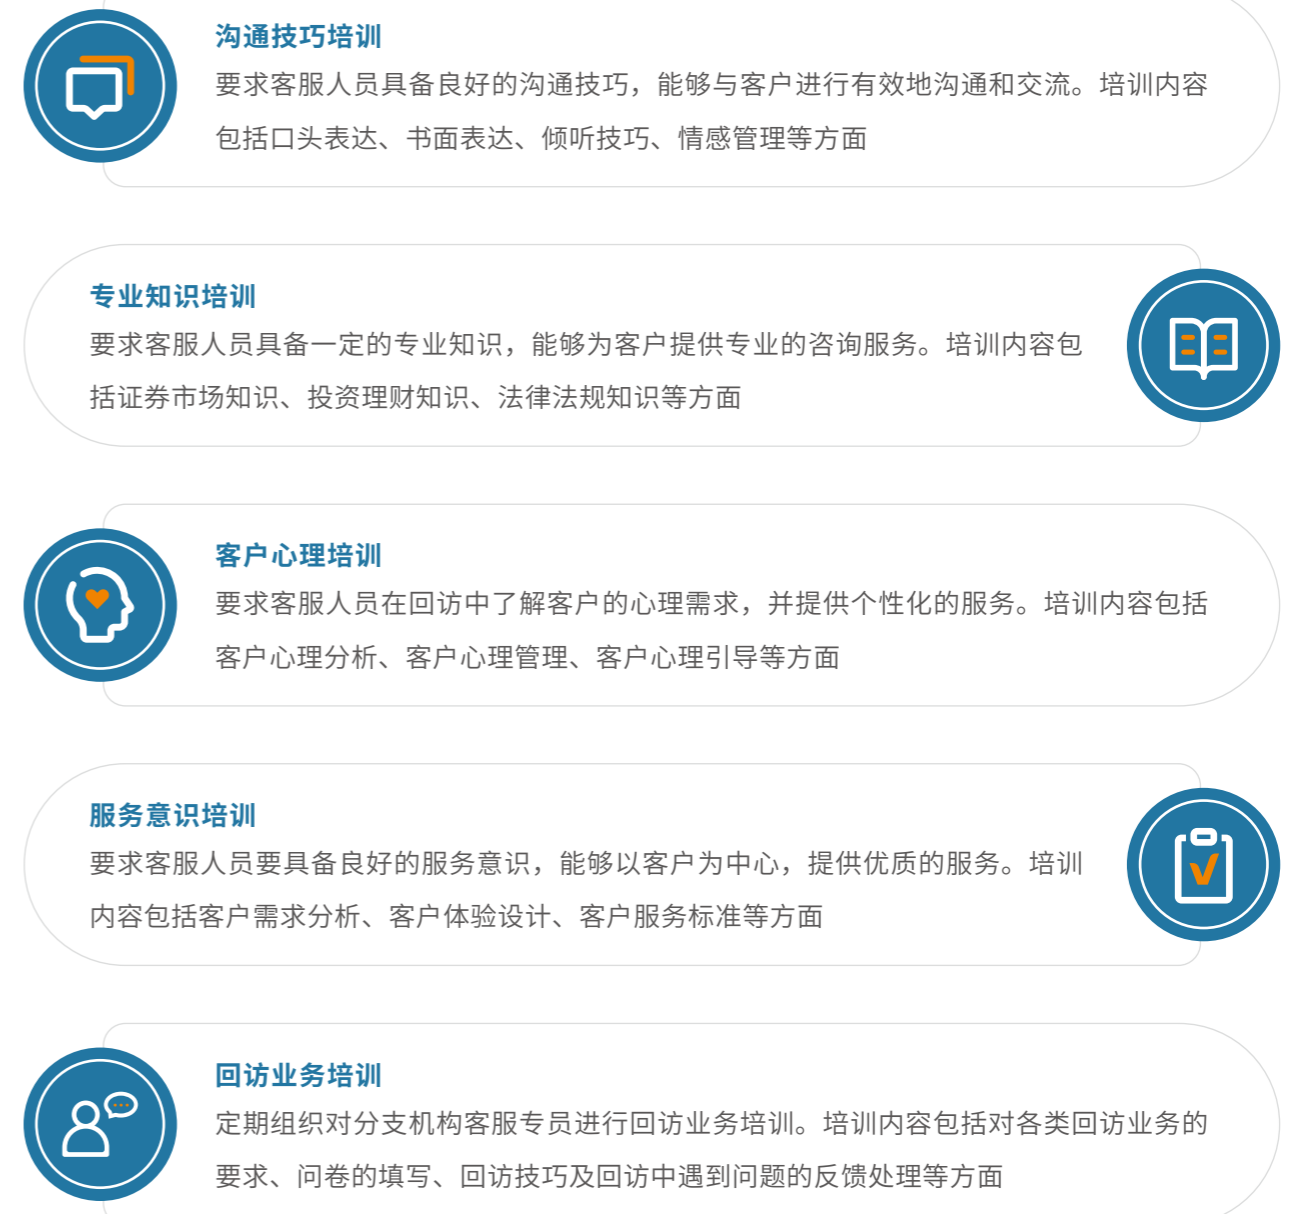 沟通技巧培训
要求客服人员具备良好的沟通技巧，能够与客户进行有效地沟通和交流。培训内容
包括口头表达、书面表达、倾听技巧、情感管理等方面
专业知识培训
要求客服人员具备一定的专业知识，能够为客户提供专业的咨询服务。培训内容包
括证券市场知识、投资理财知识、法律法规知识等方面
客户心理培训
要求客服人员在回访中了解客户的心理需求，并提供个性化的服务。培训内容包括
客户心理分析、客户心理管理、客户心理引导等方面
服务意识培训
要求客服人员要具备良好的服务意识，能够以客户为中心，提供优质的服务。培训
内容包括客户需求分析、客户体验设计、客户服务标准等方面
回访业务培训
定期组织对分支机构客服专员进行回访业务培训。培训内容包括对各类回访业务的
要求、问卷的填写、回访技巧及回访中遇到问题的反馈处理等方面